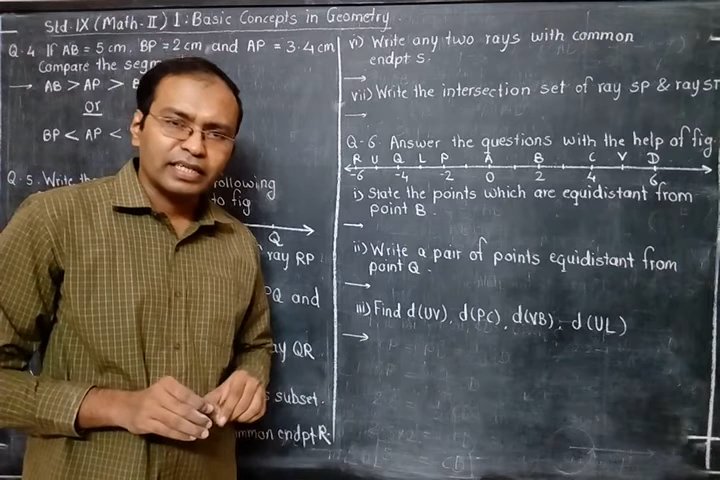 Std. IX (Math-II) 1. Basic Concepts in Geometry.
Q.4 If AB = 5 cm, BP = 2 cm and AP = 3.4 cm
Compare the
→ AB > AP >
or
BP < AP <
Q.5. Write
following
to fig
Q
ray RP
PQ and
ray QR
subset.
common endpt R.
vi) Write any two rays with common
endpt S.
→
vii) Write the intersection set of ray SP & ray ST
→
Q-6. Answer the questions with the help of fig.
R U Q L P A B C V D
-6 -4 -2 0 2 4 6
i) State the points which are equidistant from
point B.
→
ii) Write a pair of points equidistant from
point Q.
→
iii) Find d(UV), d(PC), d(VB), d(UL)
→